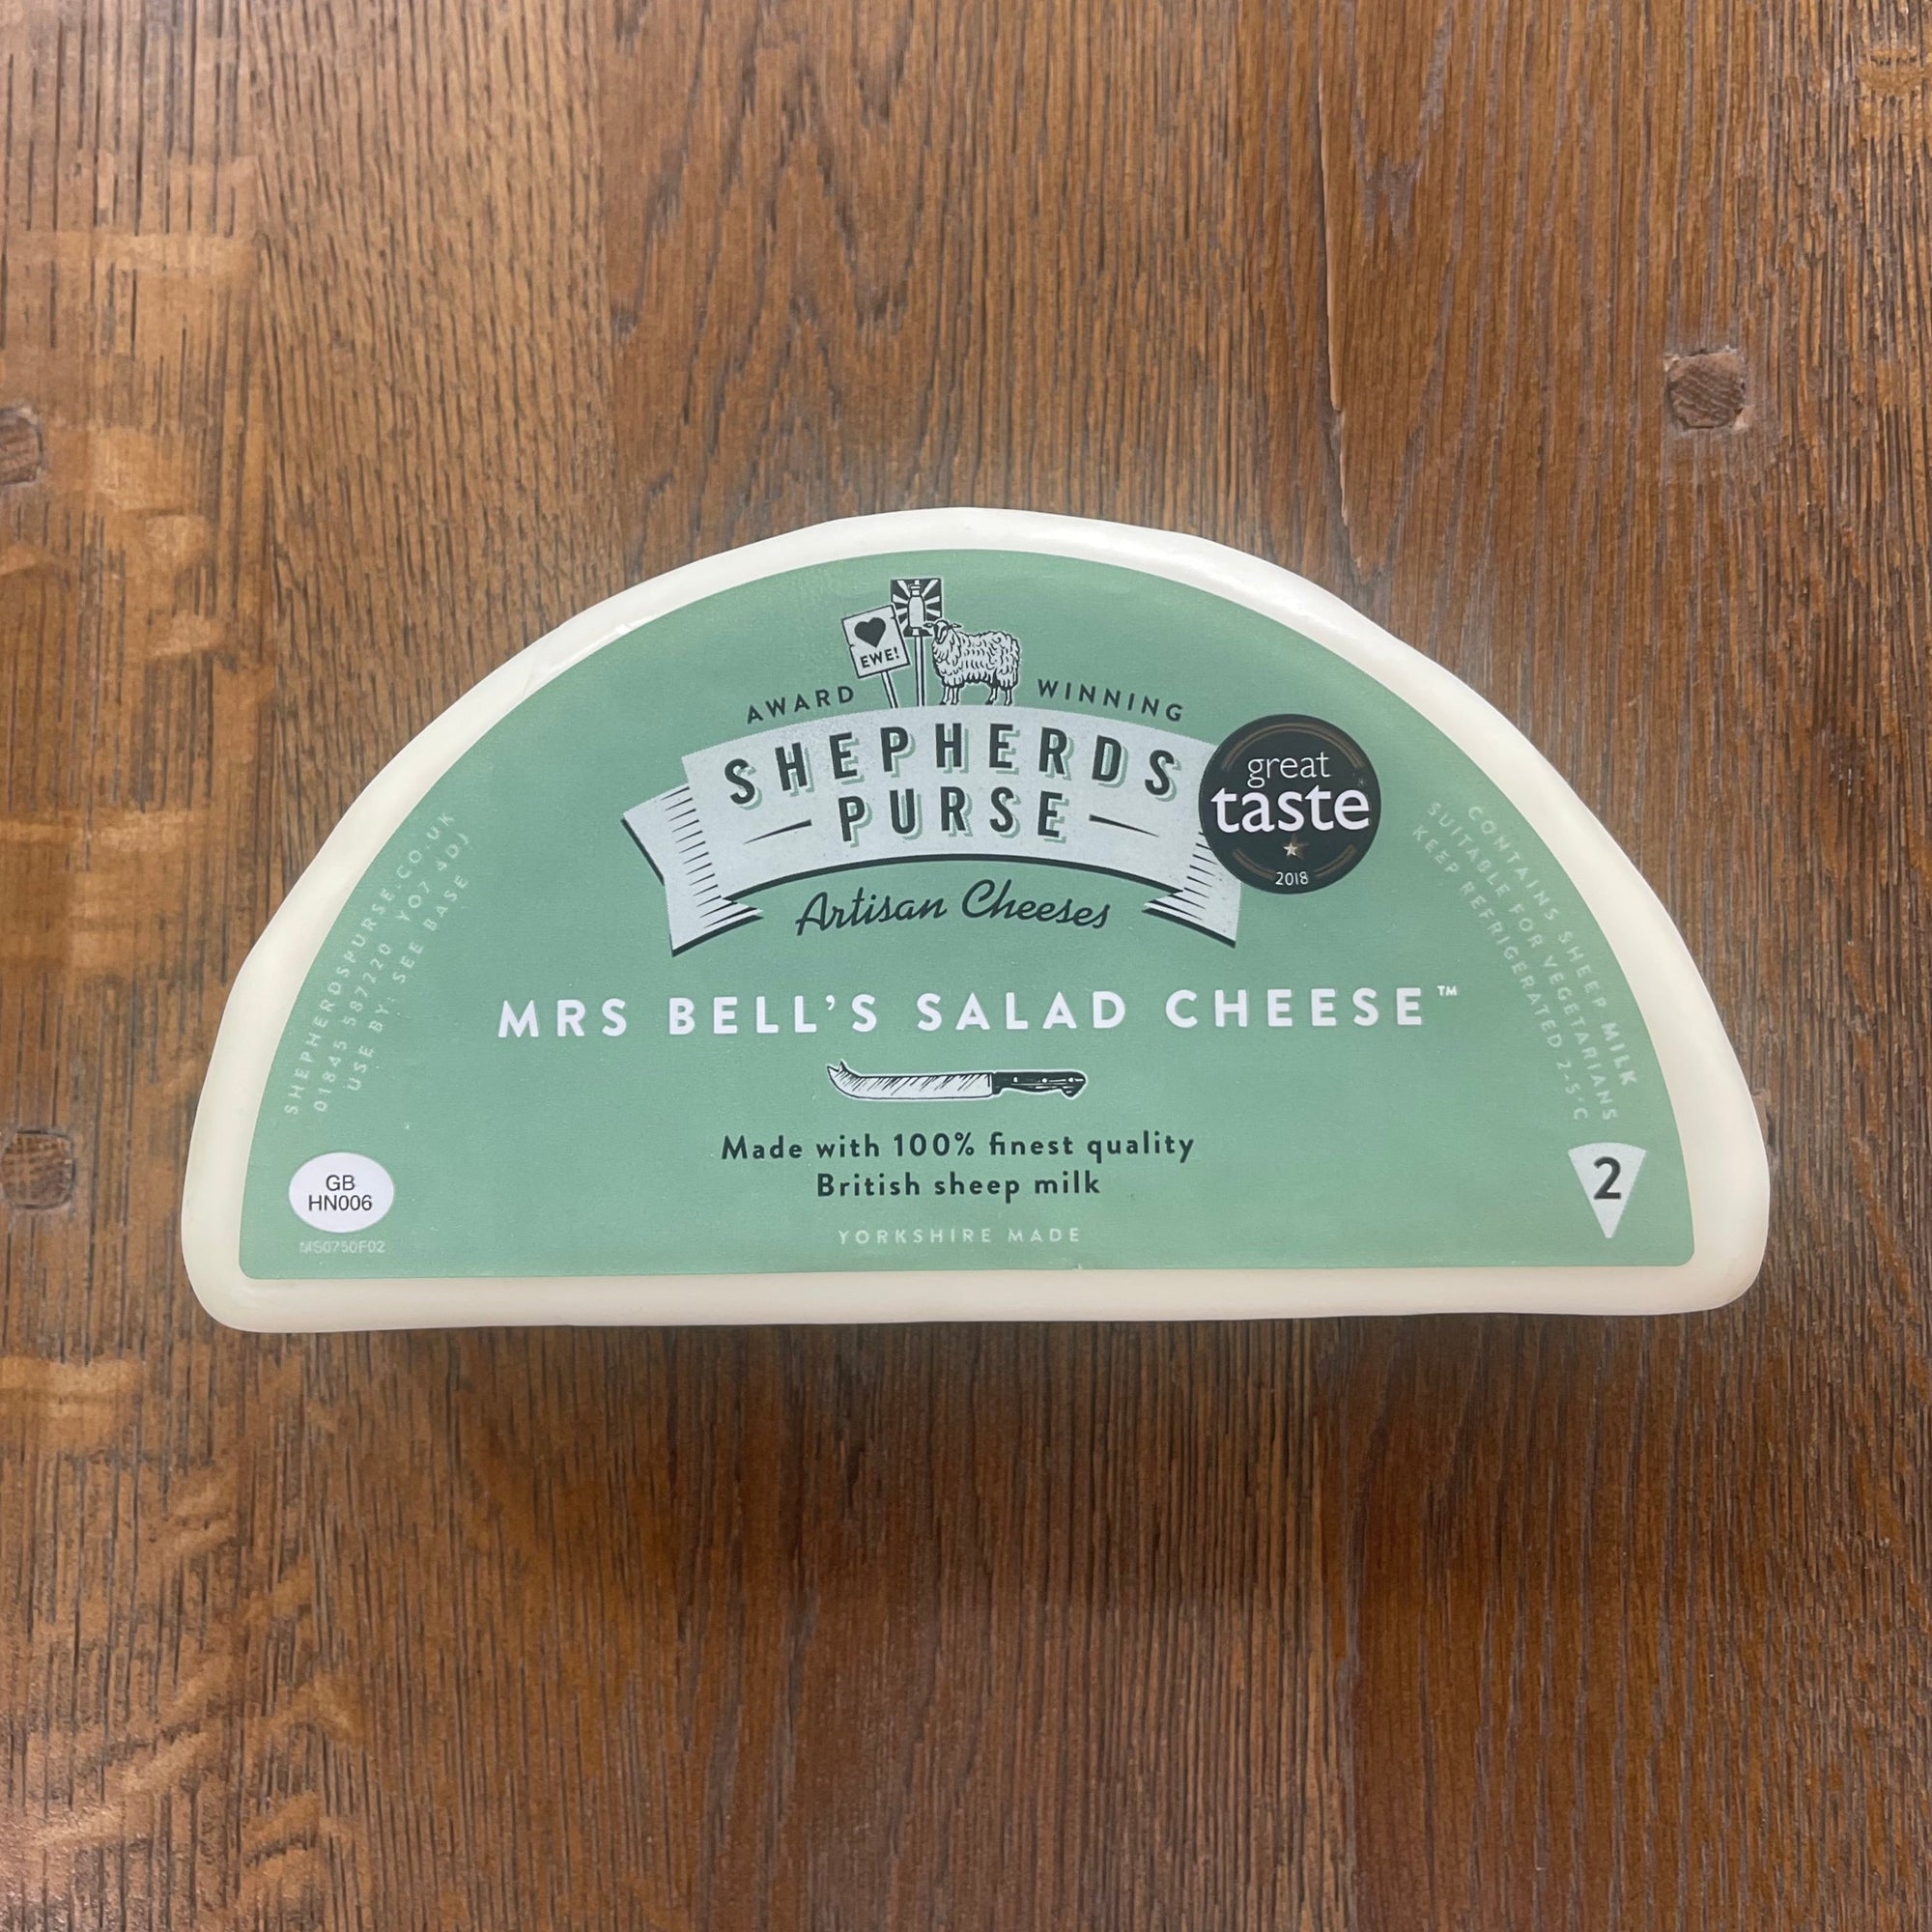 EWE!
AWARD WINNING
SHEPHERDS
PURSE
Artisan Cheeses
great
taste
2018
MRS BELL'S SALAD CHEESE™
Made with 100% finest quality
British sheep milk
YORKSHIRE MADE
SHEPHERDSPURSE.CO.UK
01845 587220 YO7 4DJ
USE BY: SEE BASE
CONTAINS SHEEP MILK
SUITABLE FOR VEGETARIANS
KEEP REFRIGERATED 2-5°C
GB
HN006
MS0750F02
2